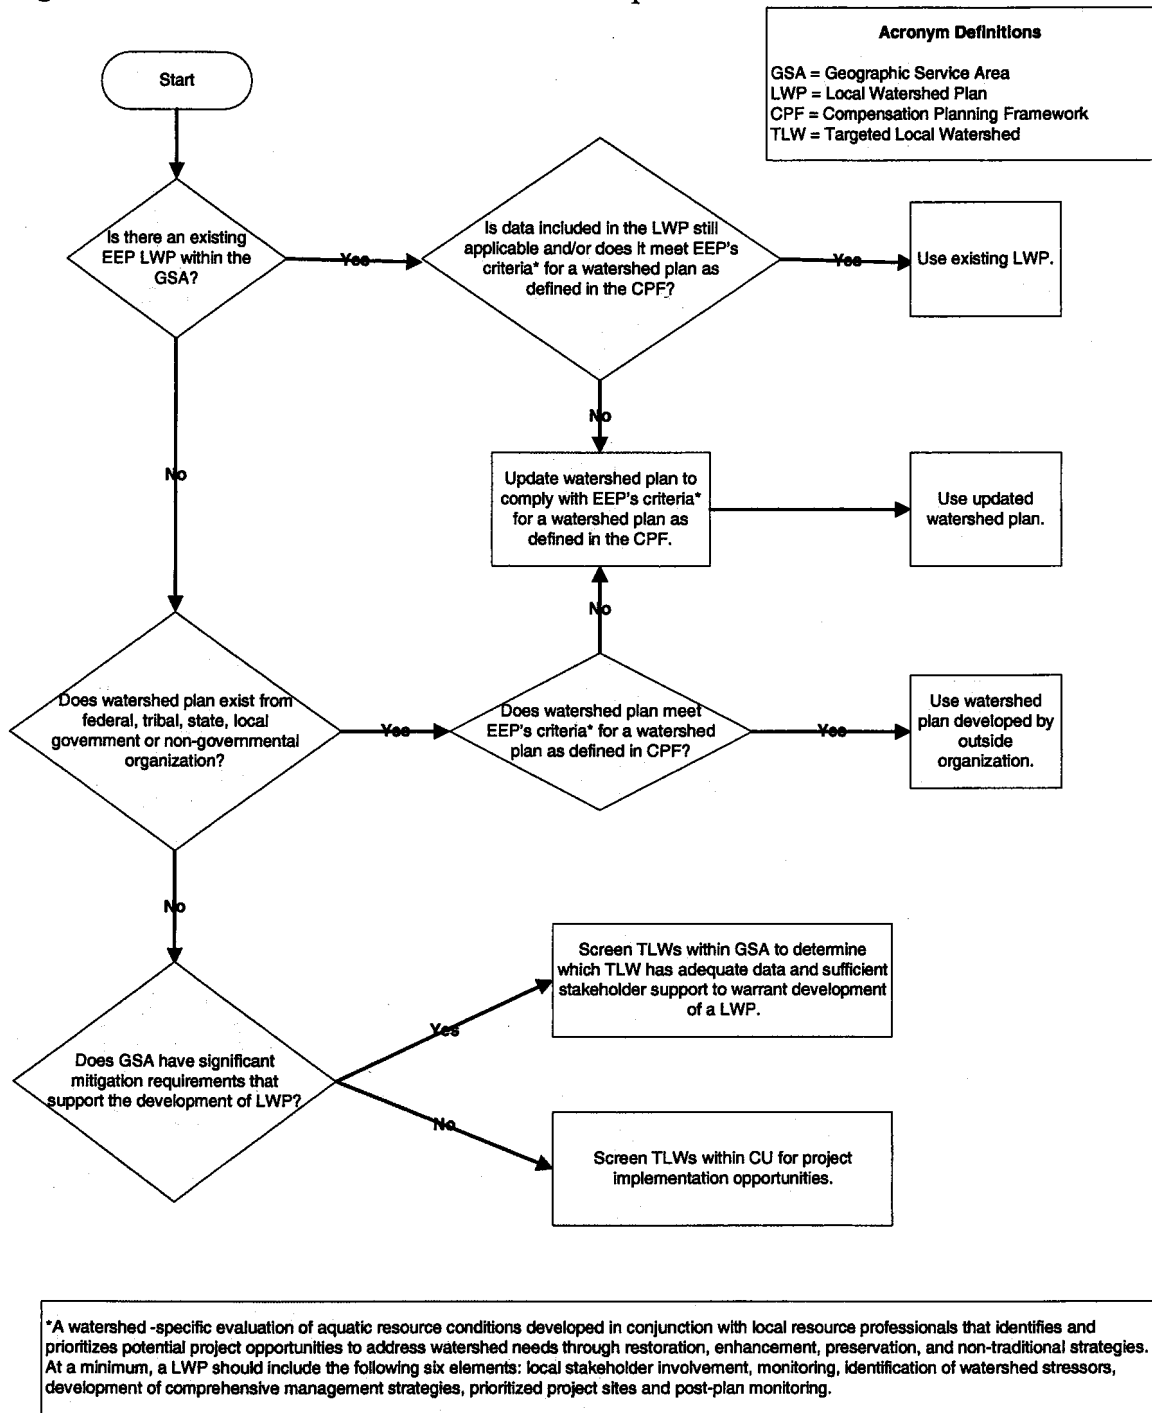 Acronym Definitions
GSA = Geographic Service Area
LWP = Local Watershed Plan
CPF = Compensation Planning Framework
TLW = Targeted Local Watershed
Start
Is there an existing
EEP LWP within the
GSA?
Yes
Is data included in the LWP still
applicable and/or does it meet EEP's
criteria* for a watershed plan as
defined in the CPF?
Yes
Use existing LWP.
No
No
Update watershed plan to
comply with EEP's criteria*
for a watershed plan as
defined in the CPF.
Use updated
watershed plan.
No
Does watershed plan exist from
federal, tribal, state, local
government or non-governmental
organization?
Yes
Does watershed plan meet
EEP's criteria* for a watershed
plan as defined in CPF?
Yes
Use watershed
plan developed by
outside
organization.
No
Does GSA have significant
mitigation requirements that
support the development of LWP?
Yes
Screen TLWs within GSA to determine
which TLW has adequate data and sufficient
stakeholder support to warrant development
of a LWP.
No
Screen TLWs within CU for project
implementation opportunities.
*A watershed -specific evaluation of aquatic resource conditions developed in conjunction with local resource professionals that identifies and
prioritizes potential project opportunities to address watershed needs through restoration, enhancement, preservation, and non-traditional strategies.
At a minimum, a LWP should include the following six elements: local stakeholder involvement, monitoring, identification of watershed stressors,
development of comprehensive management strategies, prioritized project sites and post-plan monitoring.